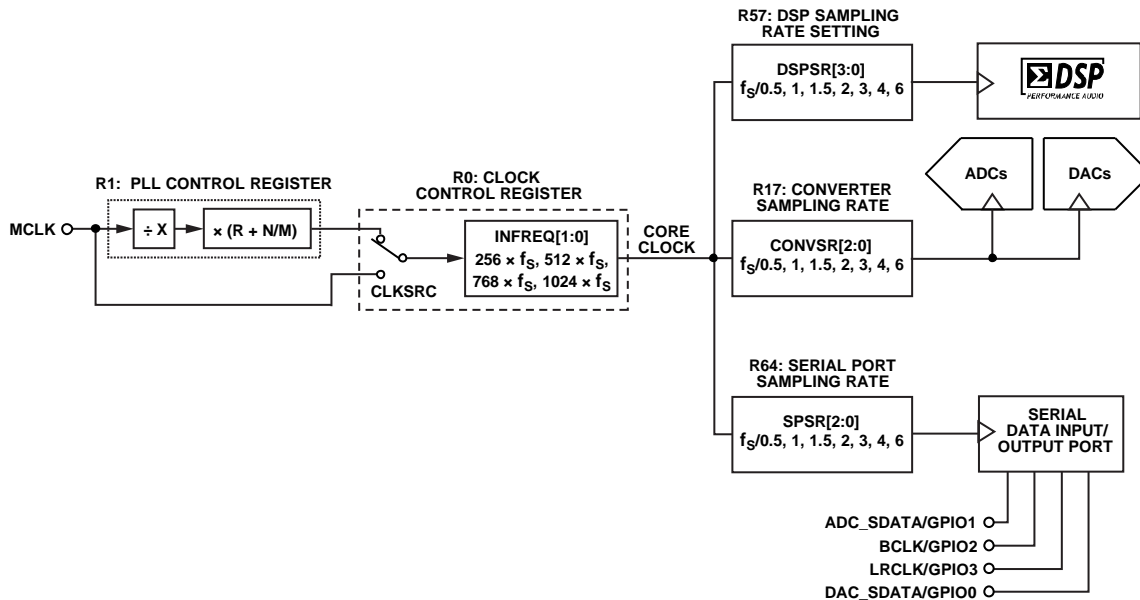 R57: DSP SAMPLING
RATE SETTING
DSPSR[3:0]
fS/0.5, 1, 1.5, 2, 3, 4, 6
ΣDSP
PERFORMANCE AUDIO
R1: PLL CONTROL REGISTER
MCLK
÷ X
× (R + N/M)
R0: CLOCK
CONTROL REGISTER
INFREQ[1:0]
256 × fS, 512 × fS,
768 × fS, 1024 × fS
CLKSRC
CORE
CLOCK
R17: CONVERTER
SAMPLING RATE
CONVSR[2:0]
fS/0.5, 1, 1.5, 2, 3, 4, 6
ADCs
DACs
R64: SERIAL PORT
SAMPLING RATE
SPSR[2:0]
fS/0.5, 1, 1.5, 2, 3, 4, 6
SERIAL
DATA INPUT/
OUTPUT PORT
ADC_SDATA/GPIO1
BCLK/GPIO2
LRCLK/GPIO3
DAC_SDATA/GPIO0